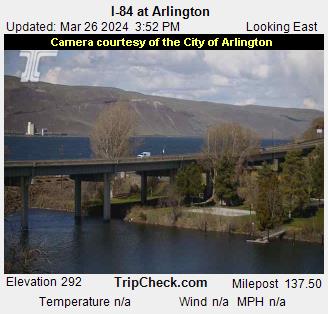 I-84 at Arlington
Updated: Mar 26 2024 3:52 PM Looking East
Camera courtesy of the City of Arlington
Elevation 292 TripCheck.com Milepost 137.50
Temperature n/a Wind n/a MPH n/a